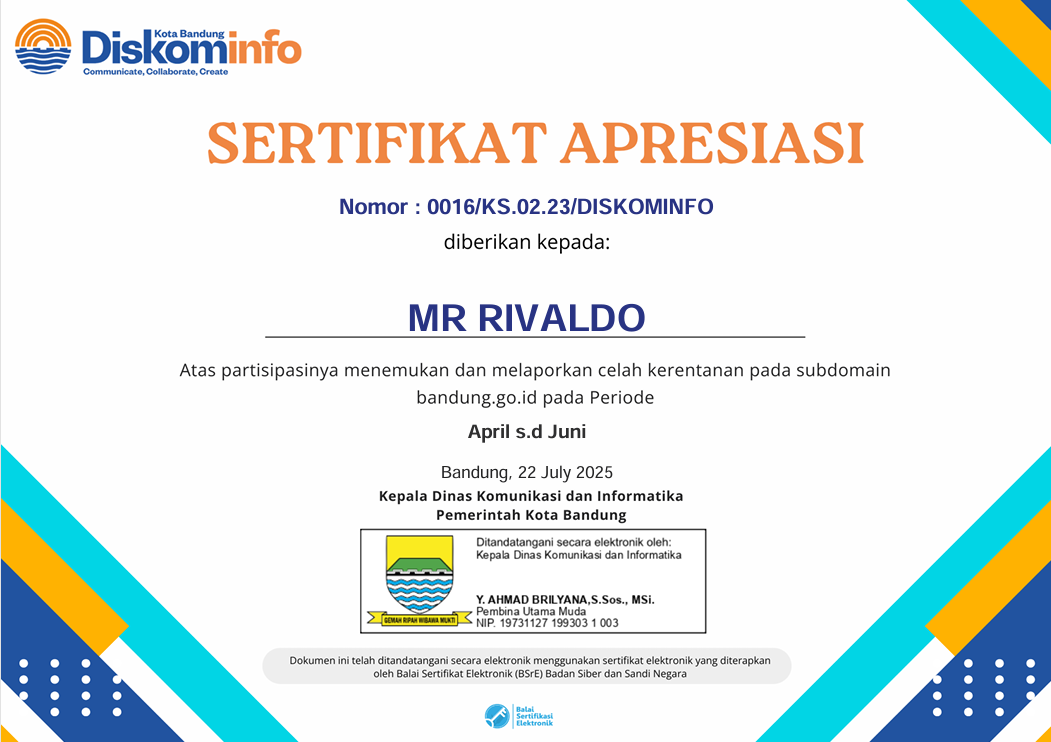 Kota Bandung
Diskominfo
Communicate, Collaborate, Create
SERTIFIKAT APRESIASI
Nomor : 0016/KS.02.23/DISKOMINFO
diberikan kepada:
MR RIVALDO
Atas partisipasinya menemukan dan melaporkan celah kerentanan pada subdomain
bandung.go.id pada Periode
April s.d Juni
Bandung, 22 July 2025
Kepala Dinas Komunikasi dan Informatika
Pemerintah Kota Bandung
Ditandatangani secara elektronik oleh:
Kepala Dinas Komunikasi dan Informatika
Y. AHMAD BRILYANA,S.Sos., MSi.
Pembina Utama Muda
NIP. 19731127 199303 1 003
GEMAH RIPAH WIBAWA MUKTI
Dokumen ini telah ditandatangani secara elektronik menggunakan sertifikat elektronik yang diterapkan
oleh Balai Sertifikat Elektronik (BSrE) Badan Siber dan Sandi Negara
Balai
Sertifikasi
Elektronik